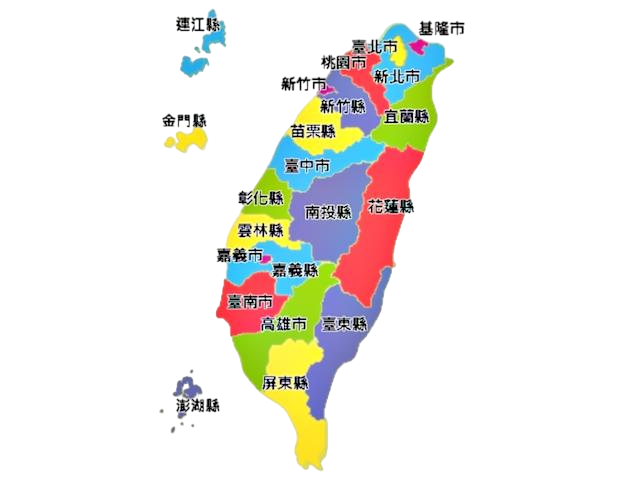 連江縣
基隆市
臺北市
桃園市
新北市
新竹市
新竹縣
宜蘭縣
金門縣
苗栗縣
臺中市
彰化縣
南投縣
花蓮縣
雲林縣
嘉義市
嘉義縣
臺南市
高雄市
臺東縣
屏東縣
澎湖縣